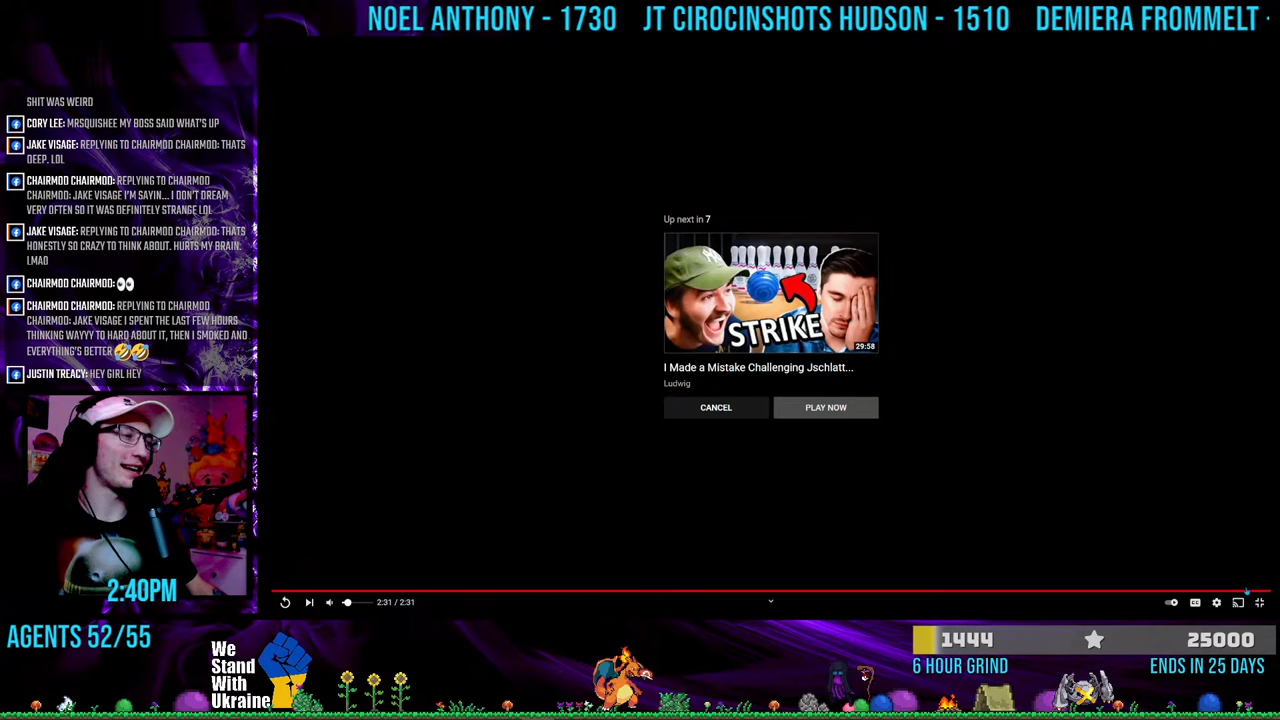 NOEL ANTHONY - 1730 JT CIROCINSHOTS HUDSON - 1510 DEMIERA FROMMELT -
SHIT WAS WEIRD
CORY LEE: MRSQUISHEE MY BOSS SAID WHAT'S UP
JAKE VISAGE: REPLYING TO CHAIRMOD CHAIRMOD: THATS
DEEP. LOL
CHAIRMOD CHAIRMOD: REPLYING TO CHAIRMOD
CHAIRMOD: JAKE VISAGE I'M SAYIN... I DON'T DREAM
VERY OFTEN SO IT WAS DEFINITELY STRANGE LOL
JAKE VISAGE: REPLYING TO CHAIRMOD CHAIRMOD: THATS
HONESTLY SO CRAZY TO THINK ABOUT. HURTS MY BRAIN.
LMAO
CHAIRMOD CHAIRMOD: 👀
CHAIRMOD CHAIRMOD: REPLYING TO CHAIRMOD
CHAIRMOD: JAKE VISAGE I SPENT THE LAST FEW HOURS
THINKING WAYYY TO HARD ABOUT IT, THEN I SMOKED AND
EVERYTHING'S BETTER 🤣🤣
JUSTIN TREACY: HEY GIRL HEY
2:40PM
Up next in 7
STRIKE
29:58
I Made a Mistake Challenging Jschlatt...
Ludwig
CANCEL
PLAY NOW
2:31 / 2:31
CC
AGENTS 52/55
We
Stand
With
Ukraine
1444
25000
6 HOUR GRIND
ENDS IN 25 DAYS